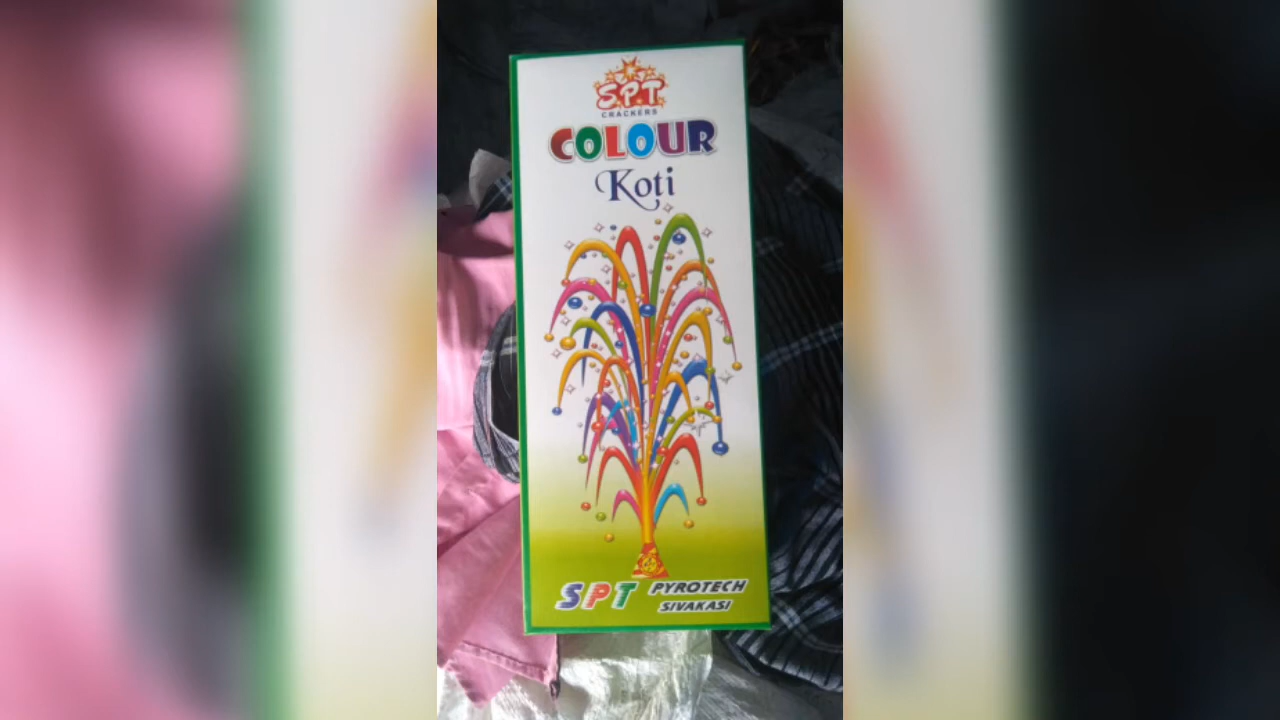 S.P.T
CRACKERS
COLOUR
Koti
SPT PYROTECH
SIVAKASI